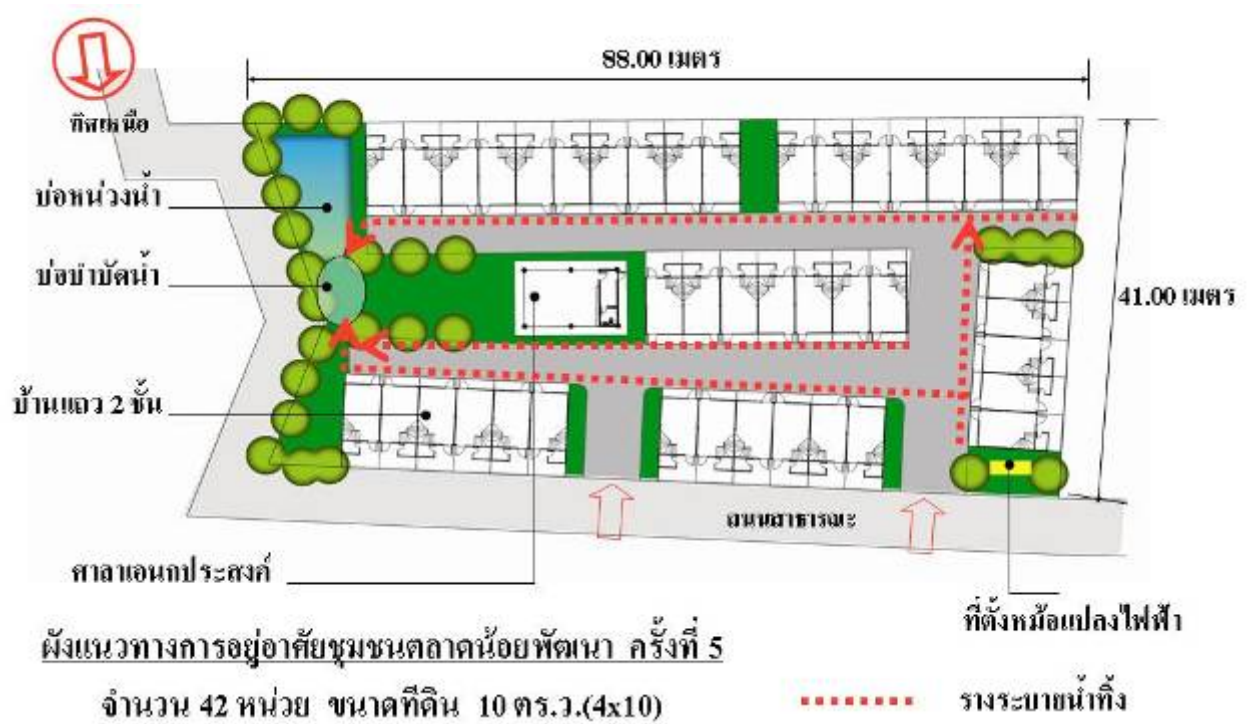 88.00 เมตร
ทิศเหนือ
บ่อหน่วงน้ำ
บ่อบำบัดน้ำ
41.00 เมตร
บ้านแถว 2 ชั้น
ถนนสาธารณะ
ศาลาเอนกประสงค์
ที่ตั้งหม้อแปลงไฟฟ้า
ผังแนวทางการอยู่อาศัยชุมชนตลาดน้อยพัฒนา ครั้งที่ 5
จำนวน 42 หน่วย ขนาดที่ดิน 10 ตร.ว.(4x10)
รางระบายน้ำทิ้ง